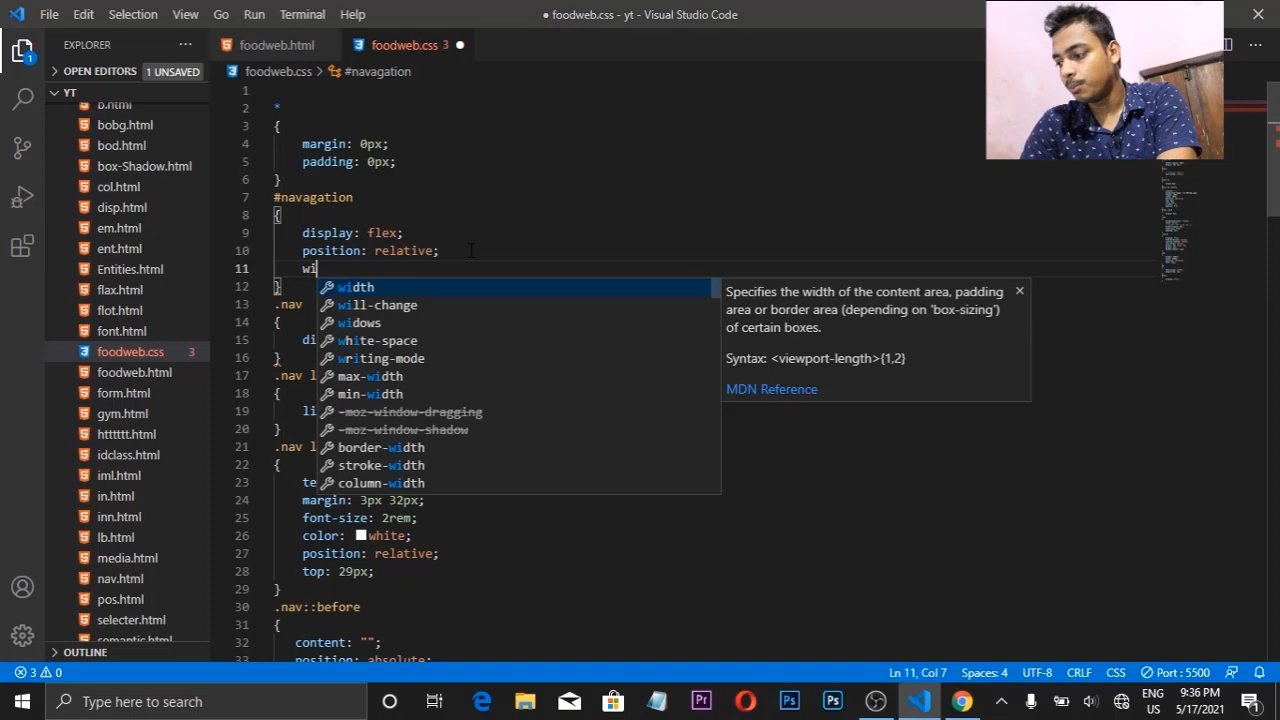 File Edit Selection View Go Run Terminal Help
● foodweb.css - yt - Visual Studio Code
EXPLORER ···
foodweb.html
foodweb.css 3 ●
OPEN EDITORS 1 UNSAVED
foodweb.css > #navagation
YT
b.html
bobg.html
bod.html
box-Shadow.html
col.html
disp.html
em.html
ent.html
Entities.html
flax.html
flot.html
font.html
foodweb.css 3
foodweb.html
form.html
gym.html
httttttt.html
idclass.html
iml.html
in.html
inn.html
lb.html
media.html
nav.html
pos.html
selecter.html
semantic.html
OUTLINE
1
2 *
3 {
4 margin: 0px;
5 padding: 0px;
6 }
7 #navagation
8 {
9 display: flex;
10 position: relative;
11 wi
12 }
13 .nav
14 {
15 di
16 }
17 .nav l
18 {
19 li
20 }
21 .nav l
22 {
23 te
24 margin: 3px 32px;
25 font-size: 2rem;
26 color: white;
27 position: relative;
28 top: 29px;
29 }
30 .nav::before
31 {
32 content: "";
33 position: absolute;
width
will-change
widows
white-space
writing-mode
max-width
min-width
-moz-window-dragging
-moz-window-shadow
border-width
stroke-width
column-width
Specifies the width of the content area, padding
area or border area (depending on 'box-sizing')
of certain boxes.
Syntax: <viewport-length>{1,2}
MDN Reference
1
3 0
Ln 11, Col 7 Spaces: 4 UTF-8 CRLF CSS Port : 5500
Type here to search
Pr
Ps
Ps
ENG
US
9:36 PM
5/17/2021
1